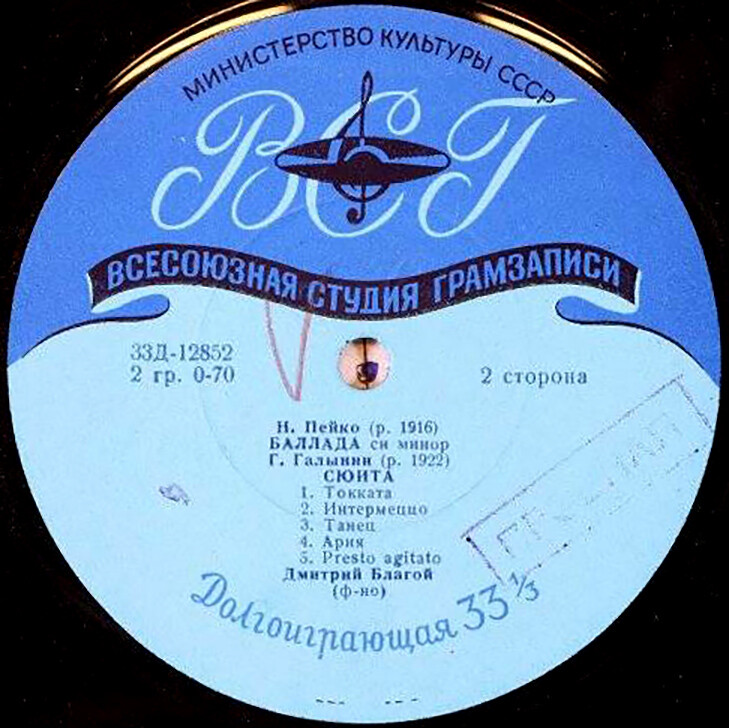 МИНИСТЕРСТВО КУЛЬТУРЫ СССР
ВСГ
ВСЕСОЮЗНАЯ СТУДИЯ ГРАМЗАПИСИ
33Д-12852
2 гр. 0-70
2 сторона
Н. Пейко (р. 1916)
БАЛЛАДА си минор
Г. Галынин (р. 1922)
СЮИТА
1. Токката
2. Интермеццо
3. Танец
4. Ария
5. Presto agitato
Дмитрий Благой
(ф-но)
Долгоиграющая 33 1/3